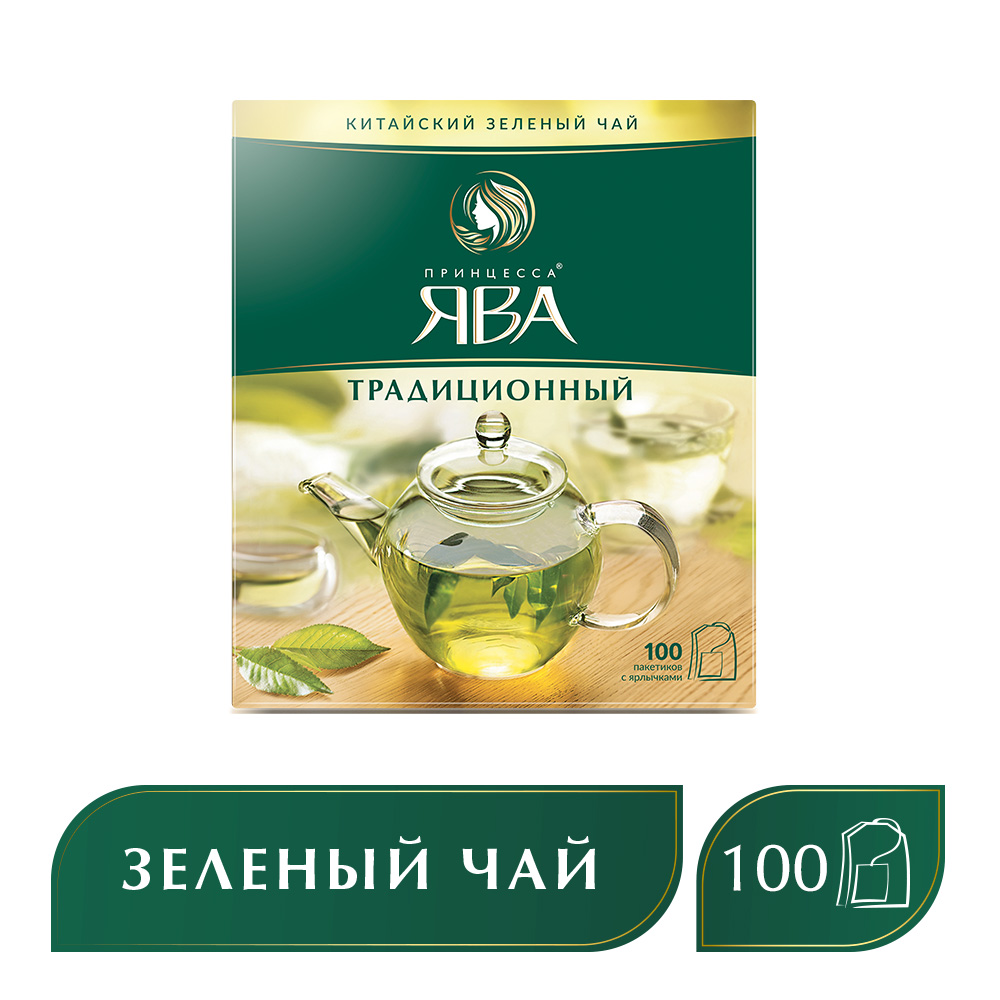 КИТАЙСКИЙ ЗЕЛЕНЫЙ ЧАЙ
ПРИНЦЕССА®
ЯВА
ТРАДИЦИОННЫЙ
100
пакетиков
с ярлычками
ЗЕЛЕНЫЙ ЧАЙ
100